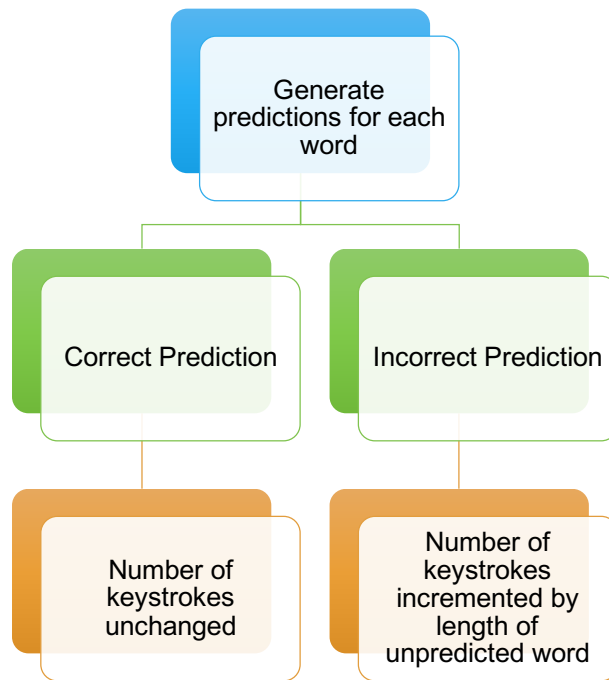 Generate
predictions for each
word
Correct Prediction
Incorrect Prediction
Number of
keystrokes
unchanged
Number of
keystrokes
incremented by
length of
unpredicted word